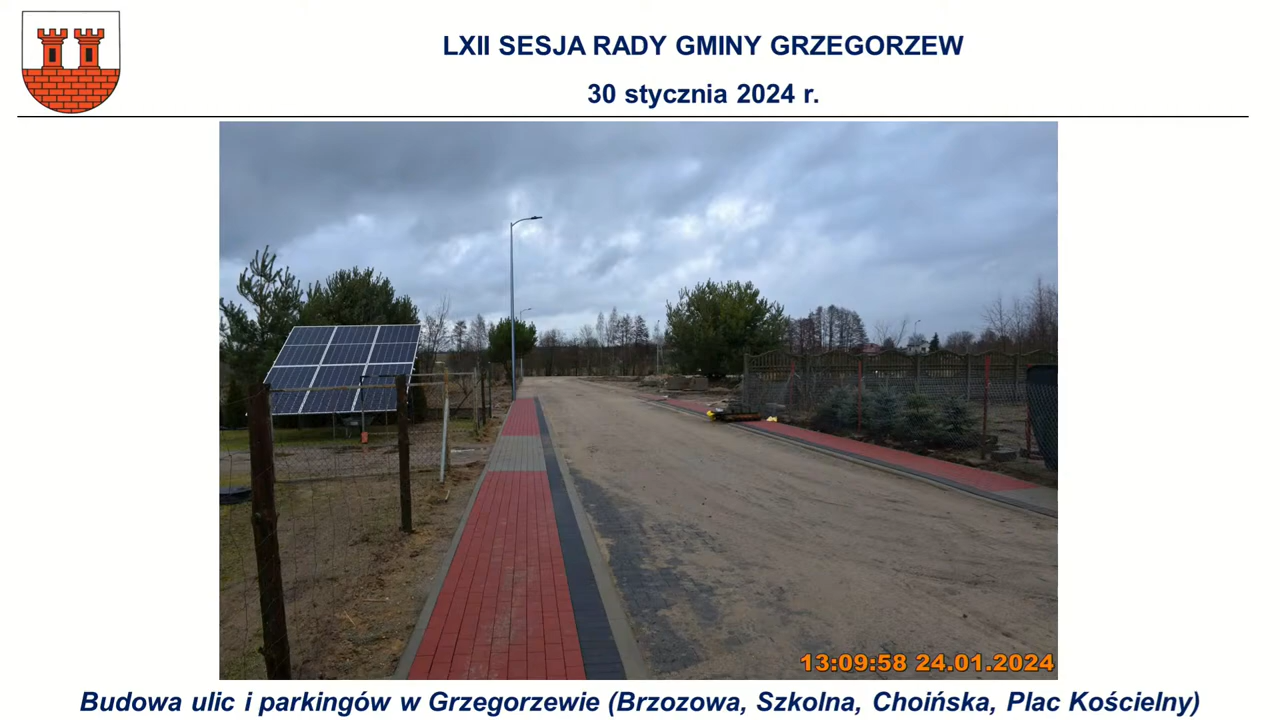 LXII SESJA RADY GMINY GRZEGORZEW
30 stycznia 2024 r.
13:09:58 24.01.2024
Budowa ulic i parkingów w Grzegorzewie (Brzozowa, Szkolna, Choińska, Plac Kościelny)